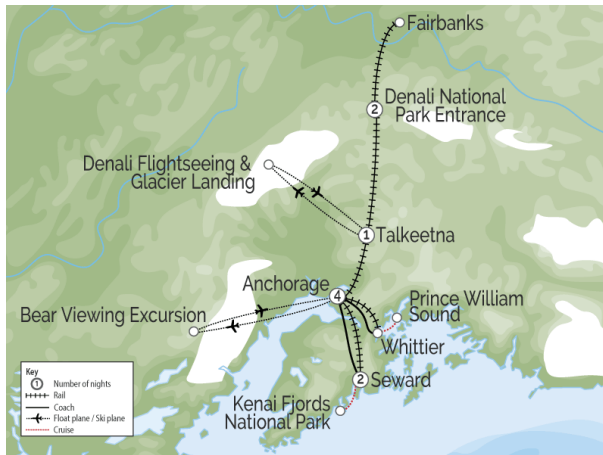 Fairbanks
2
Denali National
Park Entrance
Denali Flightseeing &
Glacier Landing
1
Talkeetna
Anchorage
4
Prince William
Sound
Bear Viewing Excursion
Whittier
2
Seward
Kenai Fjords
National Park
Key
1 Number of nights
Rail
Coach
Float plane / Ski plane
Cruise